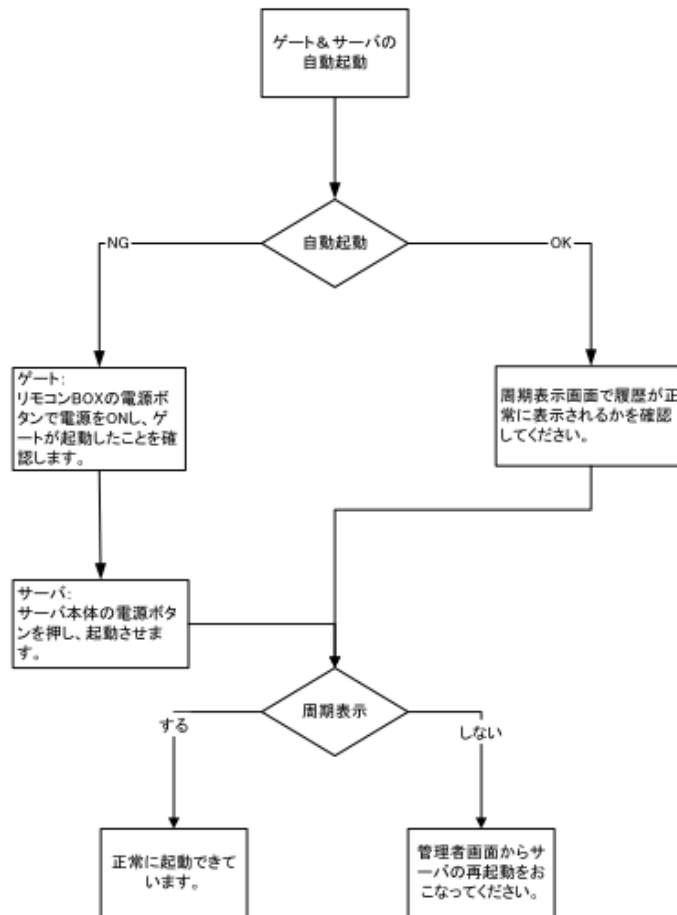 ゲート＆サーバの
自動起動
自動起動
NG
OK
ゲート：
リモコンBOXの電源ボ
タンで電源をONし、ゲ
ートが起動したことを確
認します。
周期表示画面で履歴が正
常に表示されるかを確認
してください。
サーバ：
サーバ本体の電源ボタ
ンを押し、起動させま
す。
周期表示
する
しない
正常に起動できて
います。
管理者画面からサ
ーバの再起動をお
こなってください。